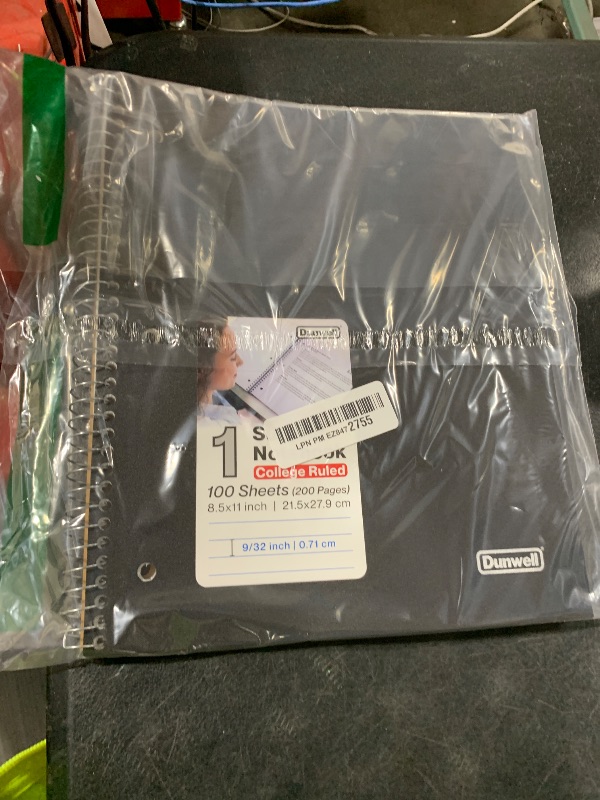 Dunwell
LPN PM EZ847 2755
1
College Ruled
100 Sheets (200 Pages)
8.5x11 inch | 21.5x27.9 cm
9/32 inch | 0.71 cm
Dunwell